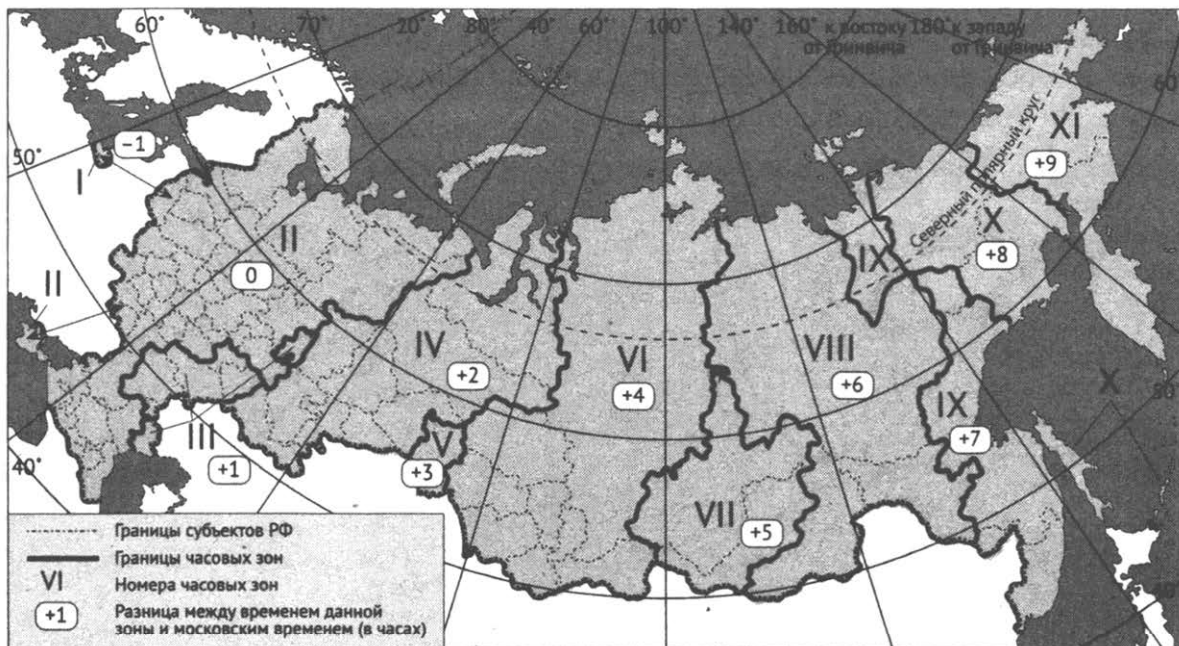 60° 70° 20° 40° 60° 100° 140° 160° к востоку 180° к западу
от Гринвича от Гринвича
60°
50°
40°
Северный полярный круг
I
−1
II
II
0
III
+1
IV
+2
V
+3
VI
+4
VII
+5
VIII
+6
IX
IX
+7
X
+8
X
XI
+9
Границы субъектов РФ
Границы часовых зон
VI Номера часовых зон
+1 Разница между временем данной
зоны и московским временем (в часах)